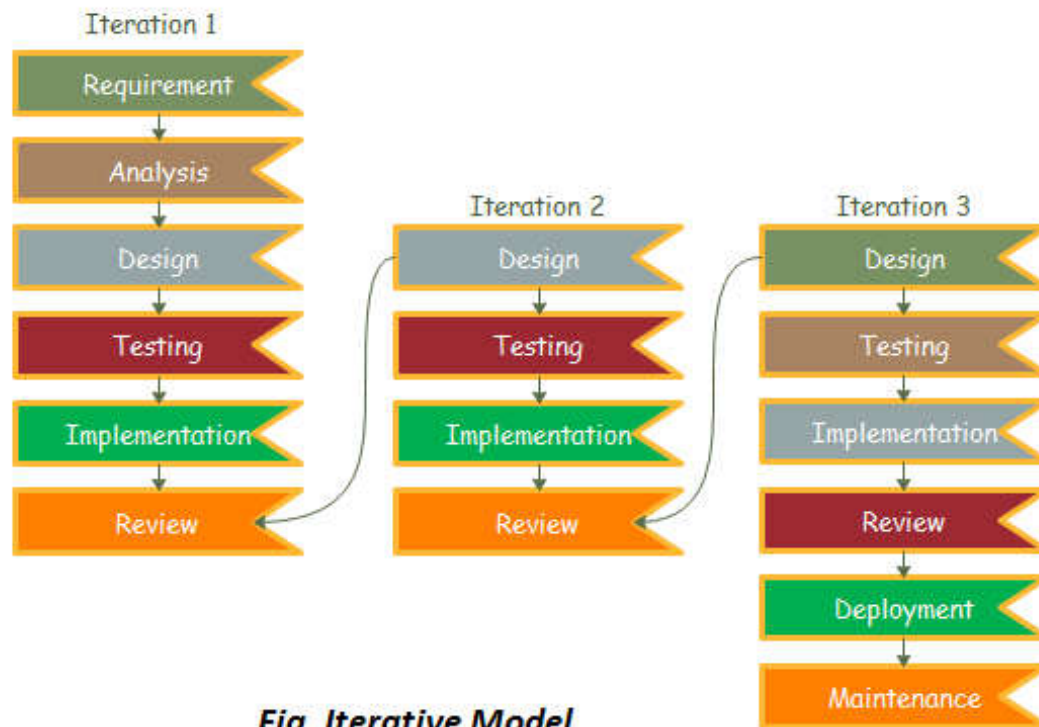 Iteration 1
Requirement
Analysis
Design
Testing
Implementation
Review
Iteration 2
Design
Testing
Implementation
Review
Iteration 3
Design
Testing
Implementation
Review
Deployment
Maintenance
Fig. Iterative Model